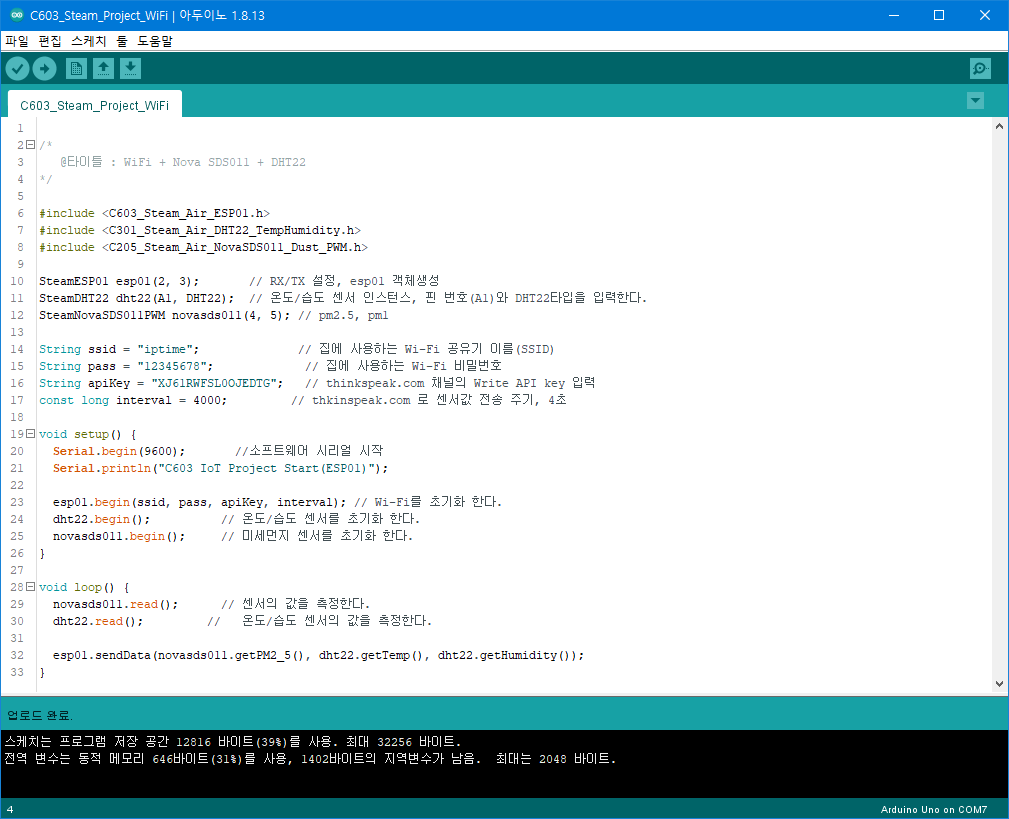 C603_Steam_Project_WiFi | 아두이노 1.8.13
파일 편집 스케치 툴 도움말
C603_Steam_Project_WiFi
1
2 /*
3 @타이틀 : WiFi + Nova SDS011 + DHT22
4 */
5
6 #include <C603_Steam_Air_ESP01.h>
7 #include <C301_Steam_Air_DHT22_TempHumidity.h>
8 #include <C205_Steam_Air_NovaSDS011_Dust_PWM.h>
9
10 SteamESP01 esp01(2, 3); // RX/TX 설정, esp01 객체생성
11 SteamDHT22 dht22(A1, DHT22); // 온도/습도 센서 인스턴스, 핀 번호(A1)와 DHT22타입을 입력한다.
12 SteamNovaSDS011PWM novasds011(4, 5); // pm2.5, pm1
13
14 String ssid = "iptime"; // 집에 사용하는 Wi-Fi 공유기 이름(SSID)
15 String pass = "12345678"; // 집에 사용하는 Wi-Fi 비밀번호
16 String apiKey = "XJ61RWFSL0OJEDTG"; // thinkspeak.com 채널의 Write API key 입력
17 const long interval = 4000; // thkinspeak.com 로 센서값 전송 주기, 4초
18
19 void setup() {
20 Serial.begin(9600); //소프트웨어 시리얼 시작
21 Serial.println("C603 IoT Project Start(ESP01)");
22
23 esp01.begin(ssid, pass, apiKey, interval); // Wi-Fi를 초기화 한다.
24 dht22.begin(); // 온도/습도 센서를 초기화 한다.
25 novasds011.begin(); // 미세먼지 센서를 초기화 한다.
26 }
27
28 void loop() {
29 novasds011.read(); // 센서의 값을 측정한다.
30 dht22.read(); // 온도/습도 센서의 값을 측정한다.
31
32 esp01.sendData(novasds011.getPM2_5(), dht22.getTemp(), dht22.getHumidity());
33 }
업로드 완료.
스케치는 프로그램 저장 공간 12816 바이트(39%)를 사용. 최대 32256 바이트.
전역 변수는 동적 메모리 646바이트(31%)를 사용, 1402바이트의 지역변수가 남음. 최대는 2048 바이트.
4 Arduino Uno on COM7